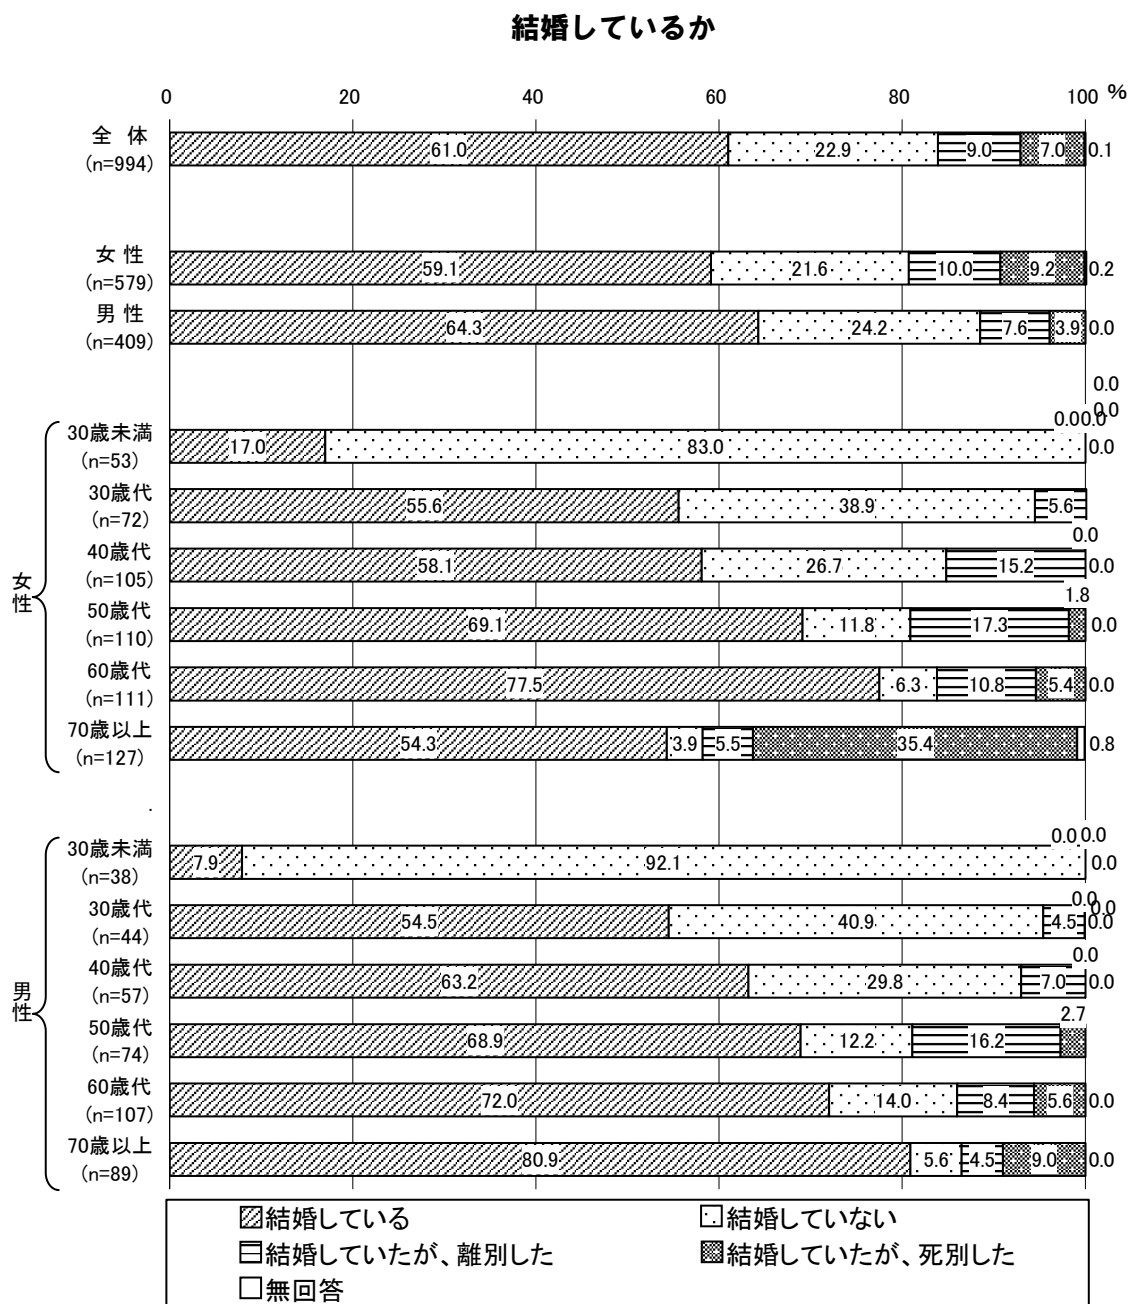 結婚しているか
0 20 40 60 80 100 %
全 体
(n=994)
61.0 22.9 9.0 7.0 0.1
女 性
(n=579)
59.1 21.6 10.0 9.2 0.2
男 性
(n=409)
64.3 24.2 7.6 3.9 0.0
0.0
0.0
0.0 0.0
女性
30歳未満
(n=53)
17.0 83.0 0.0
30歳代
(n=72)
55.6 38.9 5.6
0.0
40歳代
(n=105)
58.1 26.7 15.2 0.0
1.8
50歳代
(n=110)
69.1 11.8 17.3 0.0
60歳代
(n=111)
77.5 6.3 10.8 5.4 0.0
70歳以上
(n=127)
54.3 3.9 5.5 35.4 0.8
.
0.0 0.0
男性
30歳未満
(n=38)
7.9 92.1 0.0
0.0 0.0
30歳代
(n=44)
54.5 40.9 4.5 0.0
0.0
40歳代
(n=57)
63.2 29.8 7.0 0.0
2.7
50歳代
(n=74)
68.9 12.2 16.2
60歳代
(n=107)
72.0 14.0 8.4 5.6 0.0
70歳以上
(n=89)
80.9 5.6 4.5 9.0 0.0
結婚している 結婚していない
結婚していたが、離別した 結婚していたが、死別した
無回答